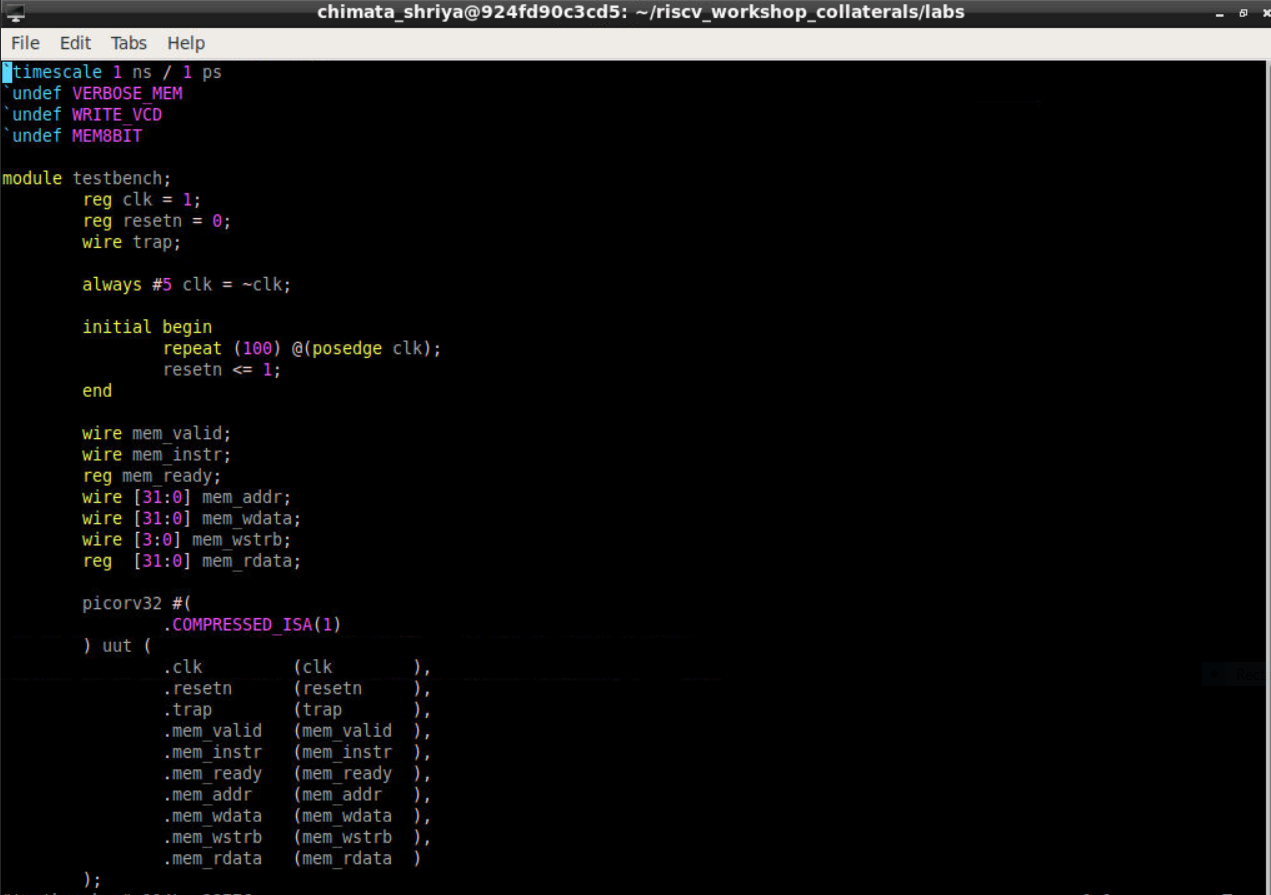 chimata_shriya@924fd90c3cd5: ~/riscv_workshop_collaterals/labs
File Edit Tabs Help
`timescale 1 ns / 1 ps
`undef VERBOSE_MEM
`undef WRITE_VCD
`undef MEM8BIT
module testbench;
reg clk = 1;
reg resetn = 0;
wire trap;
always #5 clk = ~clk;
initial begin
repeat (100) @(posedge clk);
resetn <= 1;
end
wire mem_valid;
wire mem_instr;
reg mem_ready;
wire [31:0] mem_addr;
wire [31:0] mem_wdata;
wire [3:0] mem_wstrb;
reg  [31:0] mem_rdata;
picorv32 #(
.COMPRESSED_ISA(1)
) uut (
.clk         (clk        ),
.resetn      (resetn     ),
.trap        (trap       ),
.mem_valid   (mem_valid  ),
.mem_instr   (mem_instr  ),
.mem_ready   (mem_ready  ),
.mem_addr    (mem_addr   ),
.mem_wdata   (mem_wdata  ),
.mem_wstrb   (mem_wstrb  ),
.mem_rdata   (mem_rdata  )
);